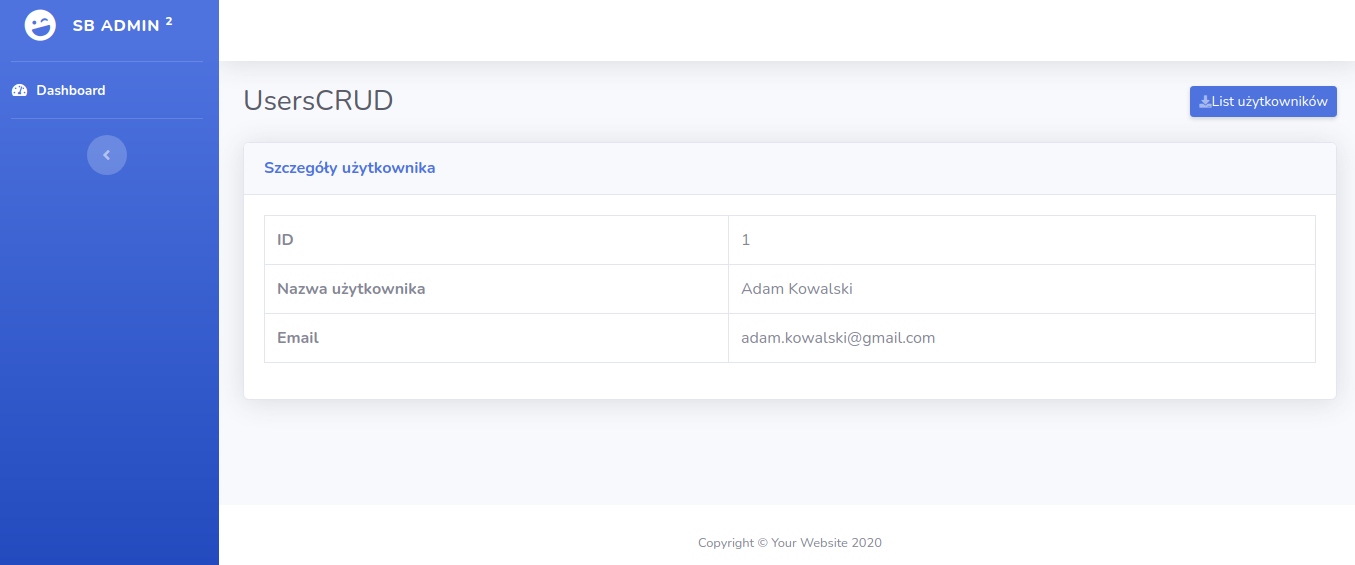 SB ADMIN 2
Dashboard
UsersCRUD
List użytkowników
Szczegóły użytkownika
ID 1
Nazwa użytkownika Adam Kowalski
Email adam.kowalski@gmail.com
Copyright © Your Website 2020